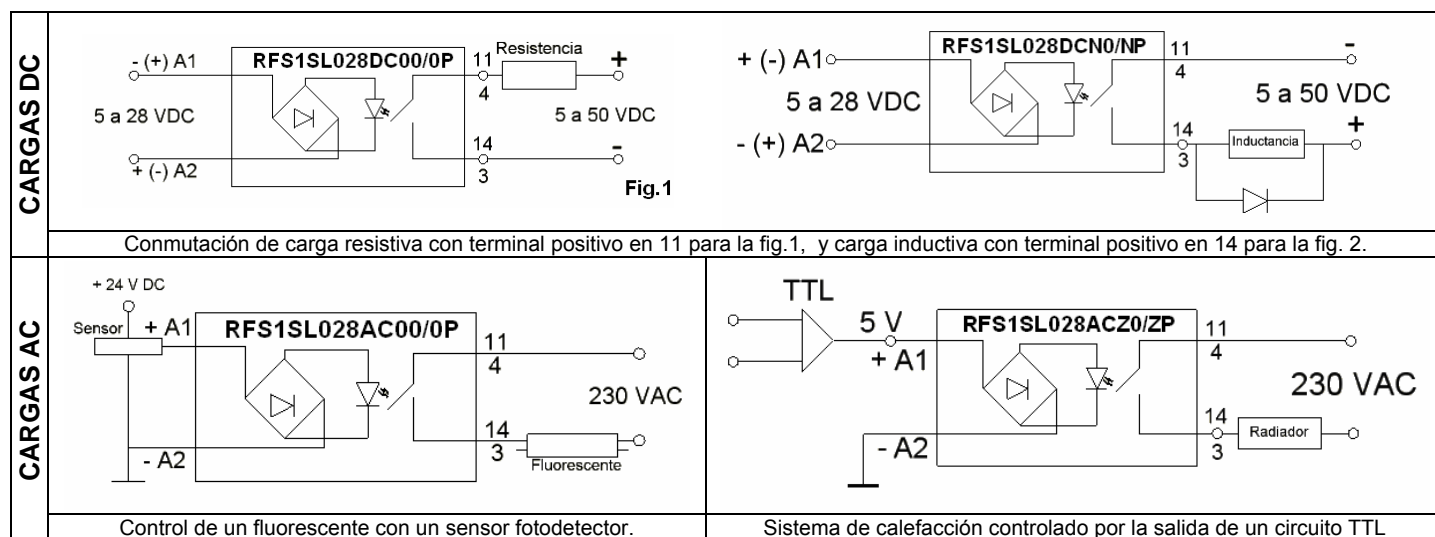 CARGAS DC
RFS1SL028DC00/0P
- (+) A1
11
Resistencia
+
4
5 a 28 VDC
5 a 50 VDC
14
-
+ (-) A2
3
Fig.1
RFS1SL028DCN0/NP
+ (-) A1
11
-
4
5 a 28 VDC
5 a 50 VDC
14
+
- (+) A2
Inductancia
3
Conmutación de carga resistiva con terminal positivo en 11 para la fig.1, y carga inductiva con terminal positivo en 14 para la fig. 2.
CARGAS AC
+ 24 V DC
Sensor
+ A1
RFS1SL028AC00/0P
11
4
230 VAC
14
- A2
3
Fluorescente
Control de un fluorescente con un sensor fotodetector.
TTL
5 V
+ A1
RFS1SL028ACZ0/ZP
11
4
230 VAC
14
- A2
Radiador
3
Sistema de calefacción controlado por la salida de un circuito TTL